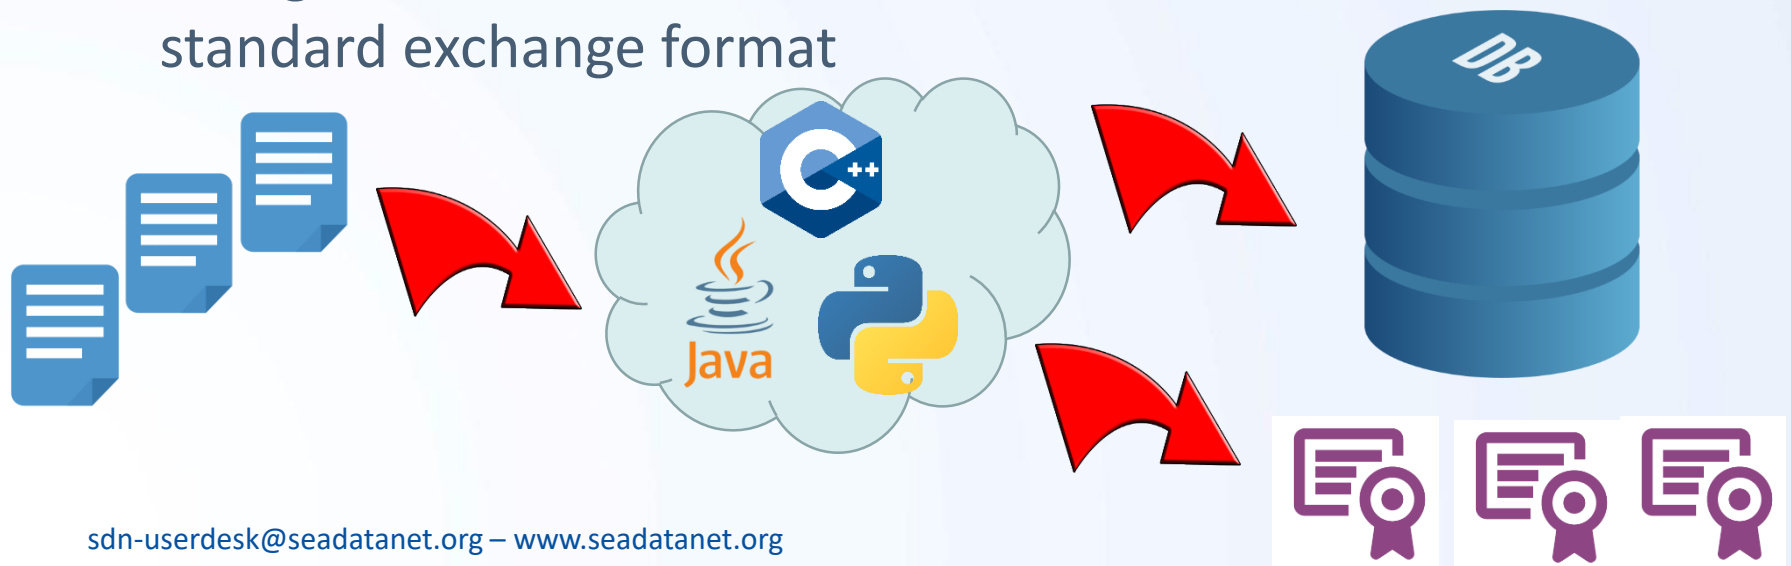 standard exchange format
DB
C++
Java
sdn-userdesk@seadatanet.org – www.seadatanet.org